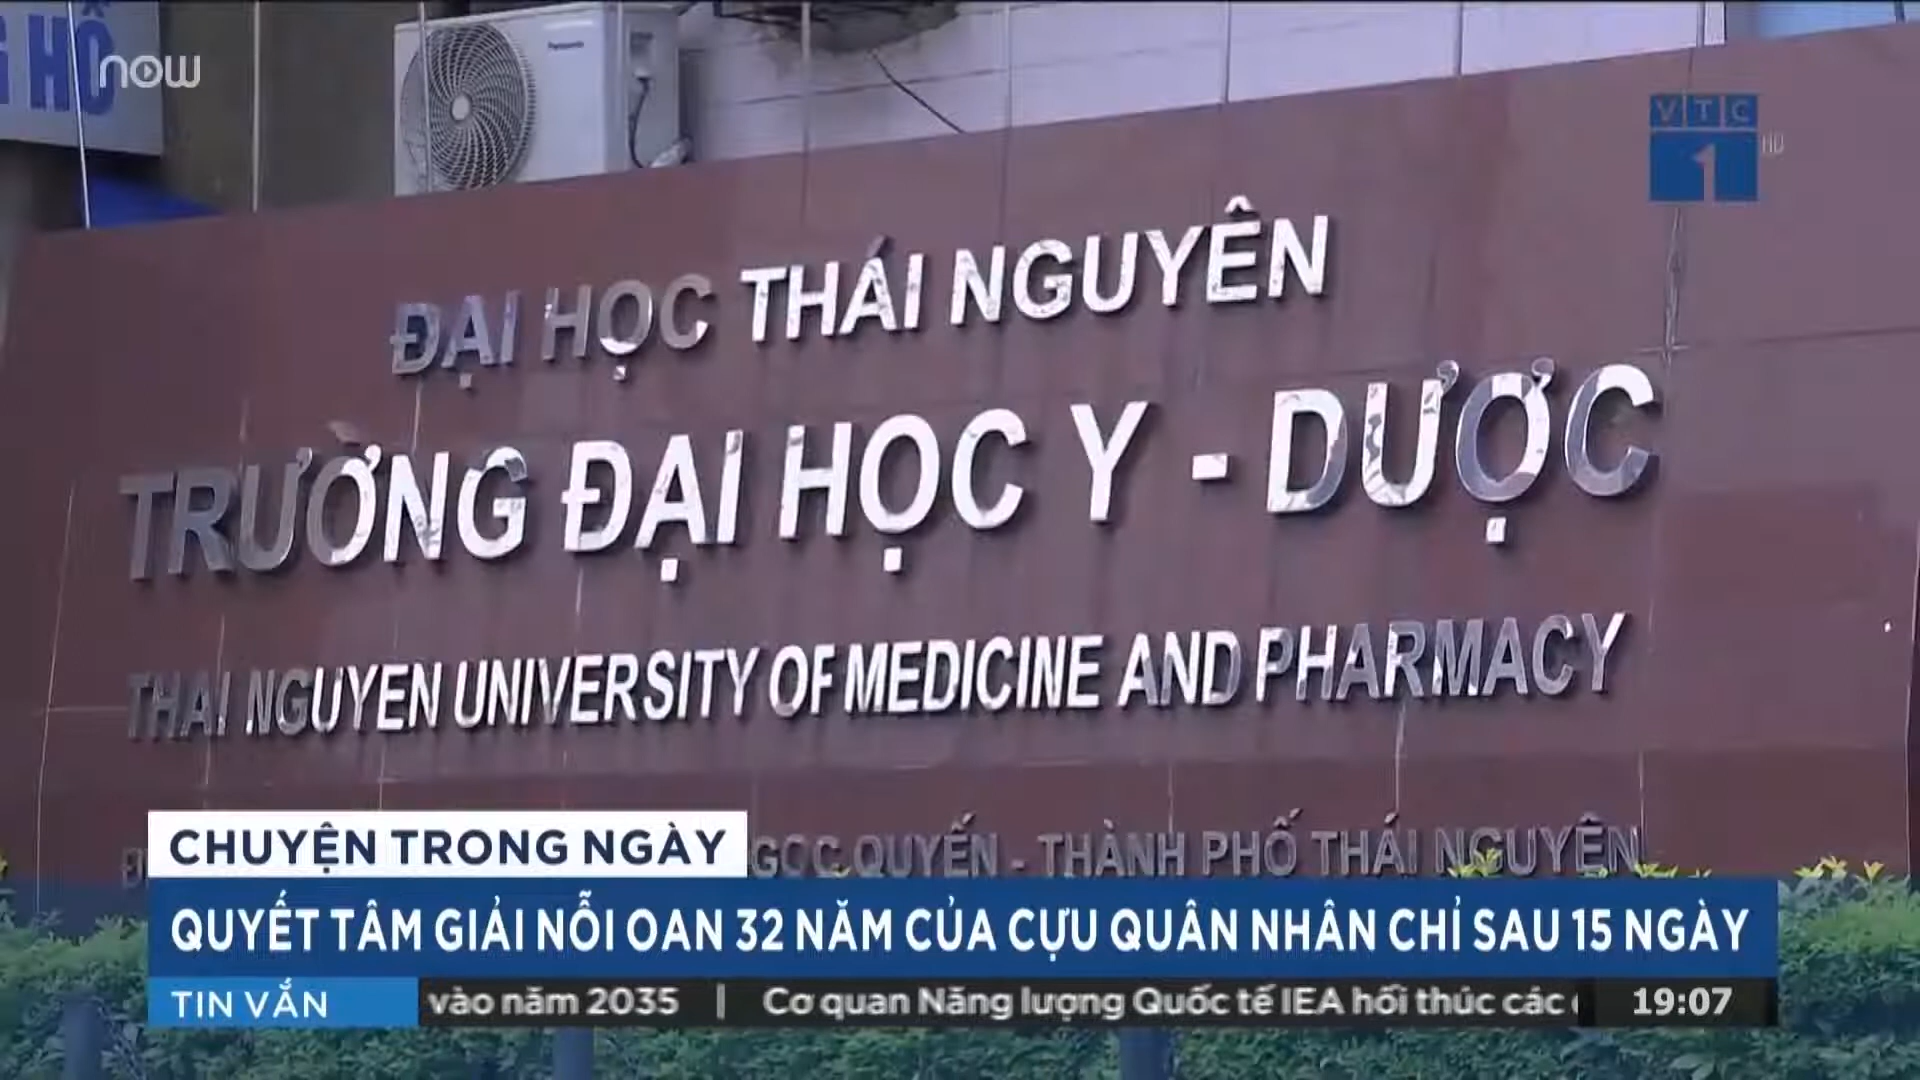 HỒ
now
Panasonic
VTC
1
HD
ĐẠI HỌC THÁI NGUYÊN
TRƯỜNG ĐẠI HỌC Y - DƯỢC
THAI NGUYEN UNIVERSITY OF MEDICINE AND PHARMACY
QUYẾN - THÀNH PHỐ THÁI NGUYÊN
CHUYỆN TRONG NGÀY
QUYẾT TÂM GIẢI NỖI OAN 32 NĂM CỦA CỰU QUÂN NHÂN CHỈ SAU 15 NGÀY
TIN VẮN vào năm 2035 | Cơ quan Năng lượng Quốc tế IEA hối thúc các 19:07